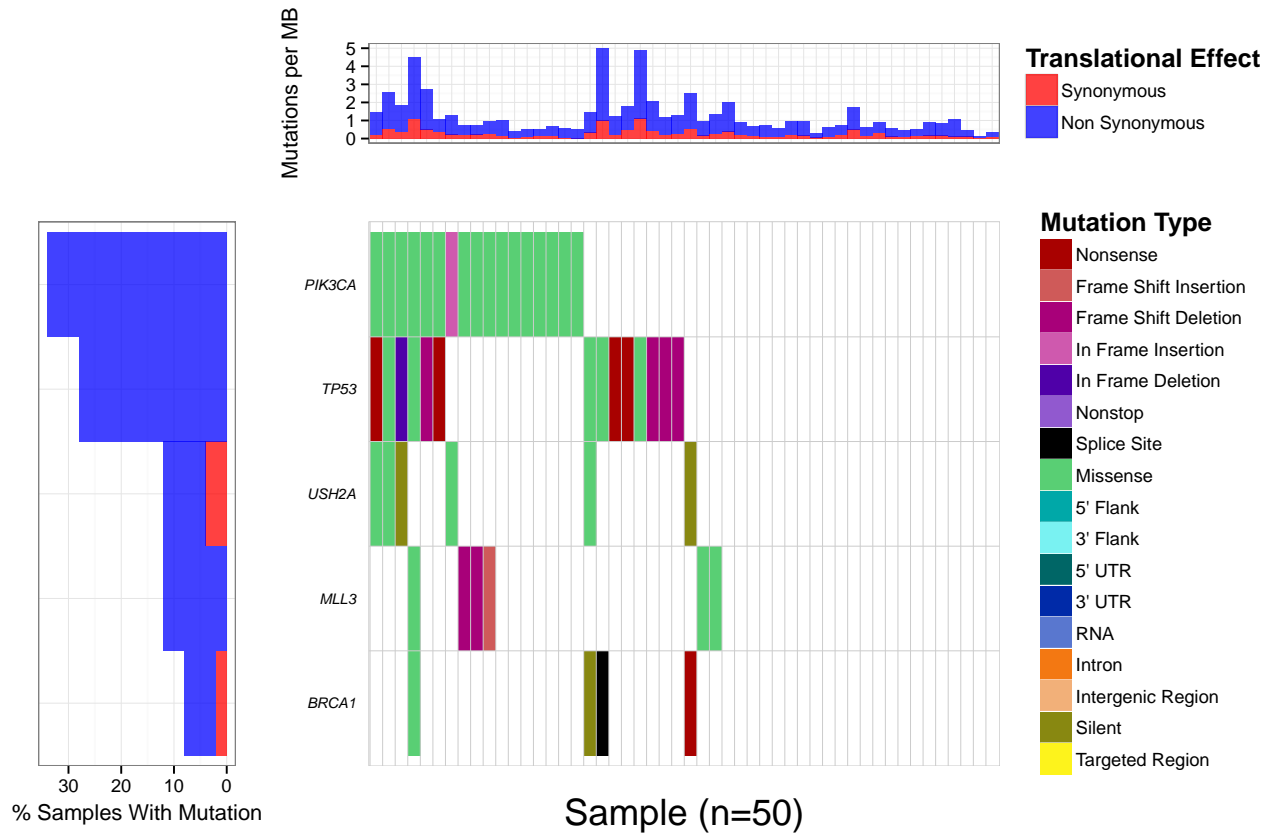 Mutations per MB
5
4
3
2
1
0
Translational Effect
Synonymous
Non Synonymous
PIK3CA
TP53
USH2A
MLL3
BRCA1
30 20 10 0
% Samples With Mutation
Sample (n=50)
Mutation Type
Nonsense
Frame Shift Insertion
Frame Shift Deletion
In Frame Insertion
In Frame Deletion
Nonstop
Splice Site
Missense
5' Flank
3' Flank
5' UTR
3' UTR
RNA
Intron
Intergenic Region
Silent
Targeted Region